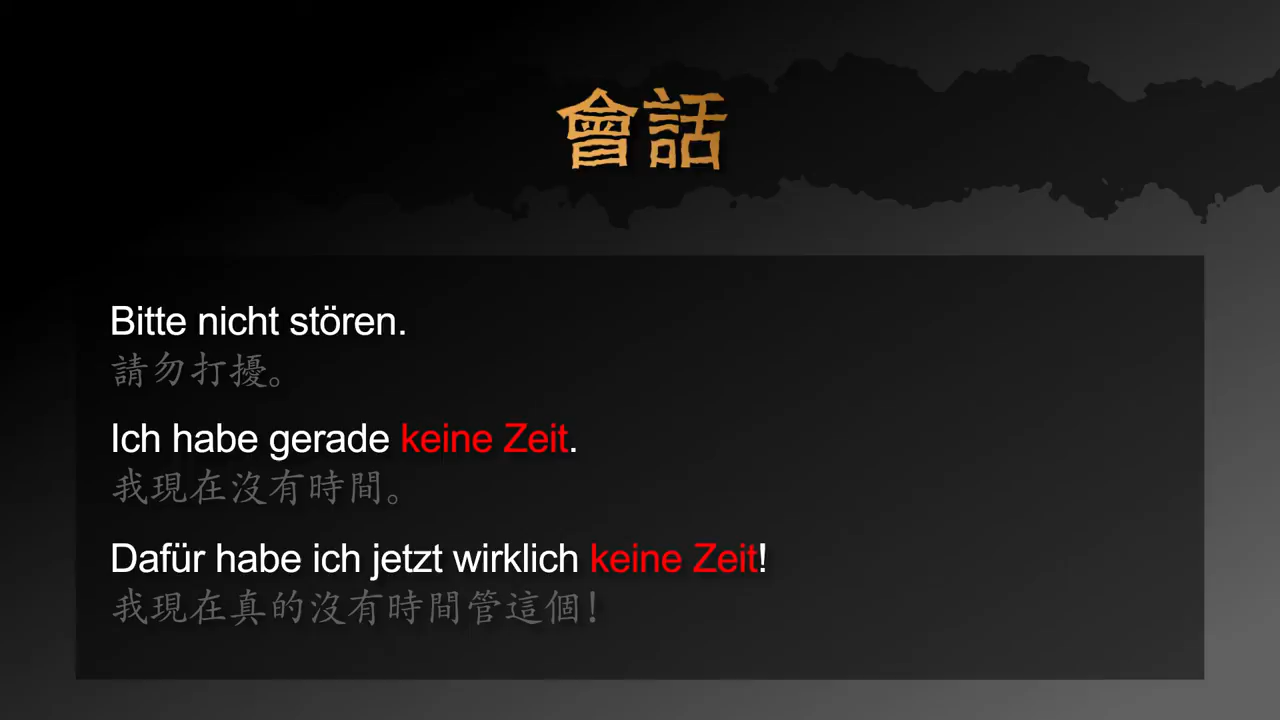 會話
Bitte nicht stören.
請勿打擾。
Ich habe gerade keine Zeit.
我現在沒有時間。
Dafür habe ich jetzt wirklich keine Zeit!
我現在真的沒有時間管這個!